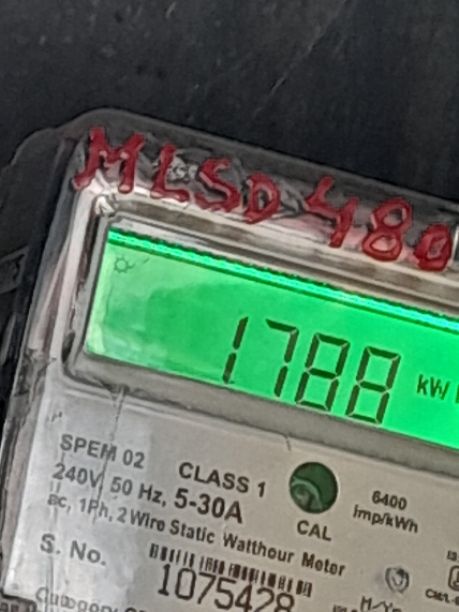 MLSD 480
1788 kW
SPEM 02
CLASS 1
240V, 50 Hz, 5-30A
ac, 1Ph, 2 Wire Static Watthour Meter
CAL
6400
imp/kWh
S. No.
1075428